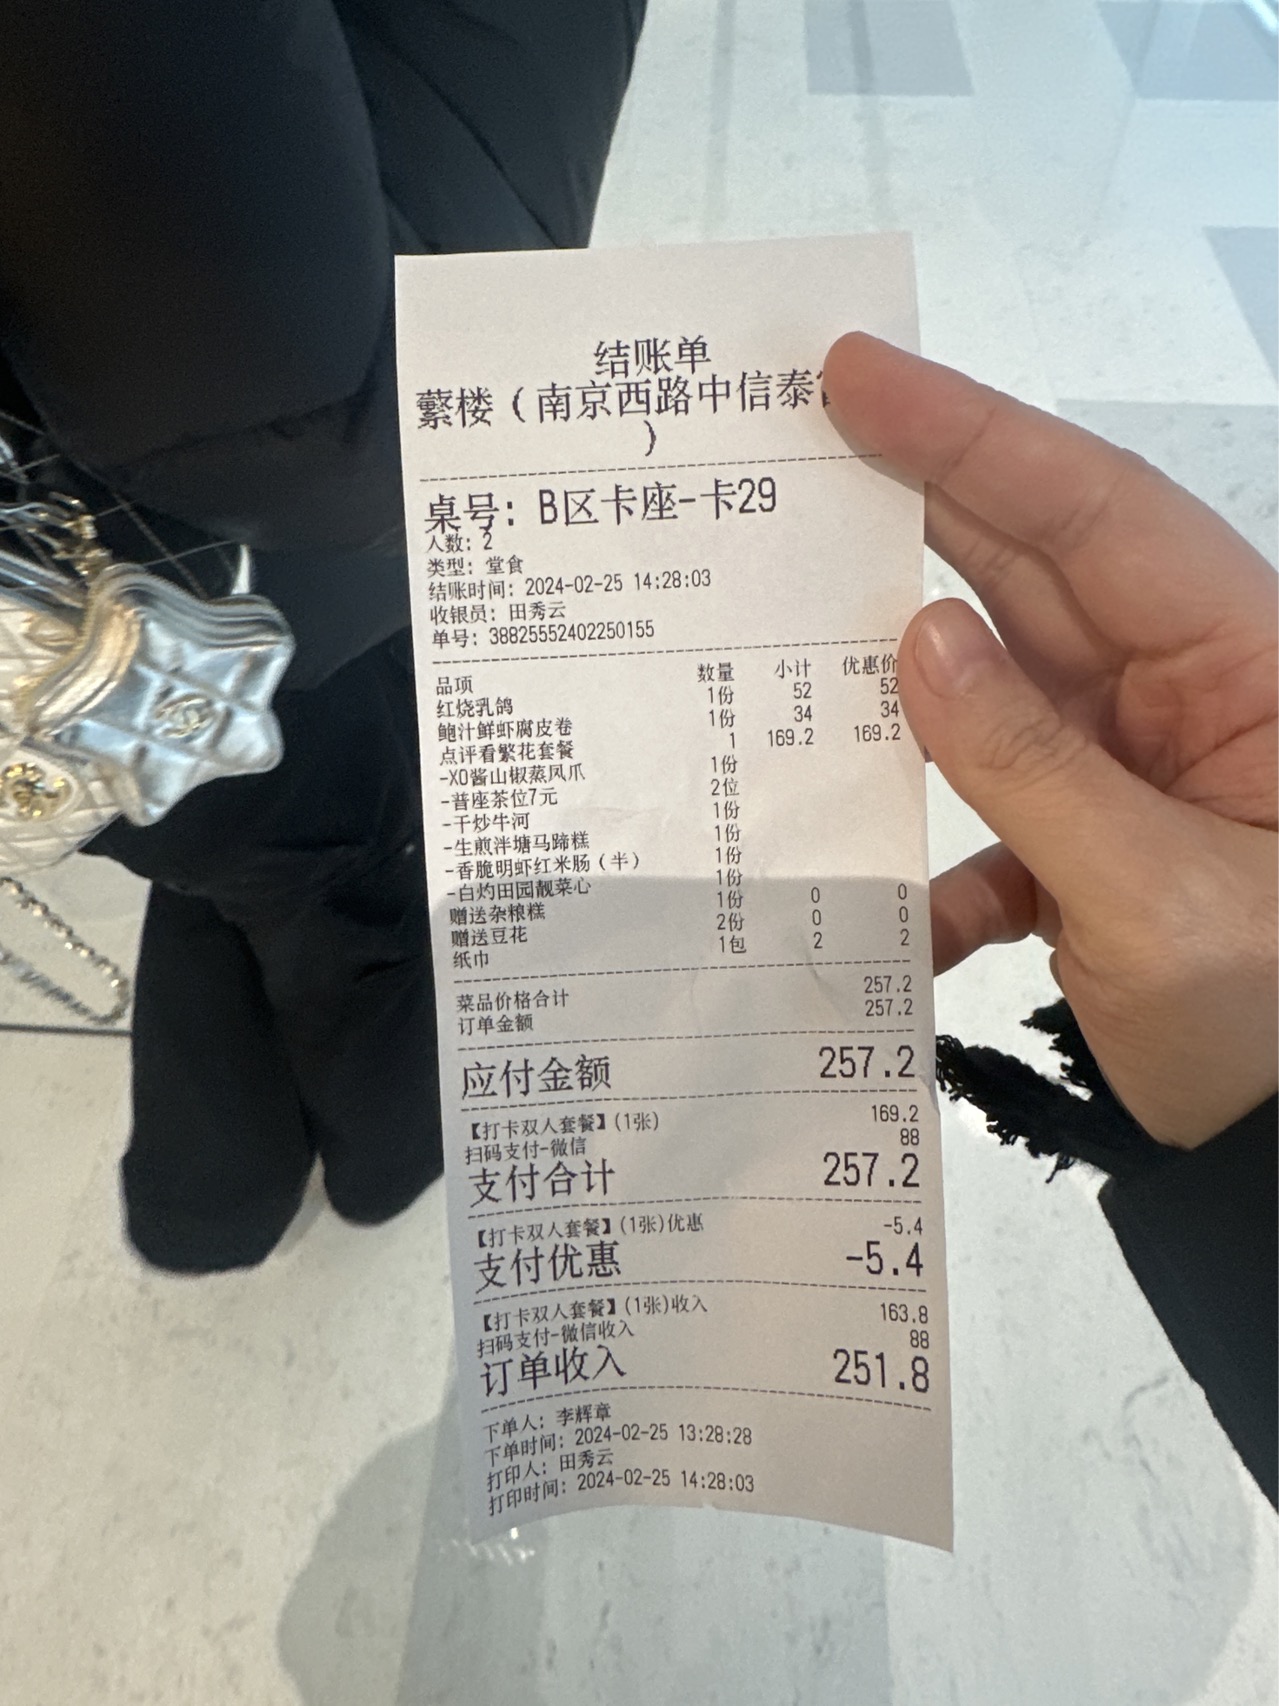 结账单
蘩楼（南京西路中信泰
）
桌号：B区卡座-卡29
人数：2
类型：堂食
结账时间：2024-02-25 14:28:03
收银员：田秀云
单号：38825552402250155
品项 数量 小计 优惠价
红烧乳鸽 1份 52 52
鲍汁鲜虾腐皮卷 1份 34 34
点评看繁花套餐 1 169.2 169.2
-XO酱山椒蒸凤爪 1份
-普座茶位7元 2位
-干炒牛河 1份
-生煎泮塘马蹄糕 1份
-香脆明虾红米肠（半） 1份
-白灼田园靓菜心 1份
赠送杂粮糕 1份 0 0
赠送豆花 2份 0 0
纸巾 1包 2 2
菜品价格合计 257.2
订单金额 257.2
应付金额 257.2
【打卡双人套餐】(1张) 169.2
扫码支付-微信 88
支付合计 257.2
【打卡双人套餐】(1张)优惠 -5.4
支付优惠 -5.4
【打卡双人套餐】(1张)收入 163.8
扫码支付-微信收入 88
订单收入 251.8
下单人：李辉章
下单时间：2024-02-25 13:28:28
打印人：田秀云
打印时间：2024-02-25 14:28:03